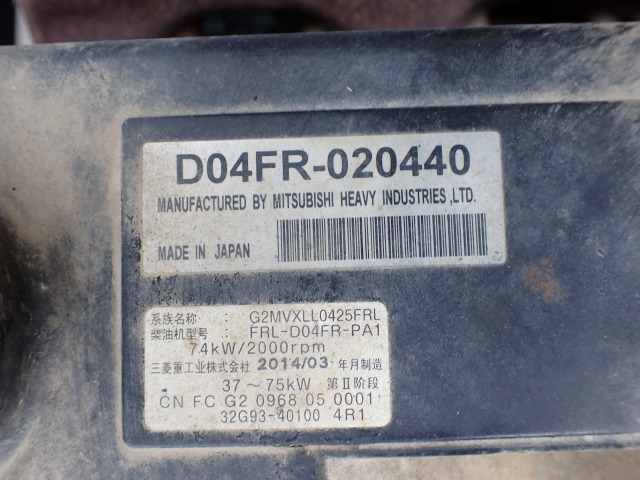 D04FR-020440
MANUFACTURED BY MITSUBISHI HEAVY INDUSTRIES ,LTD.
MADE IN JAPAN
系族名称 : G2MVXLL0425FRL
柴油机型号 : FRL-D04FR-PA1
74kW/2000rpm
三菱重工业株式会社 2014/03 年月制造
37～75kW 第Ⅱ阶段
CN FC G2 0968 05 0001
32G93-40100 4R1